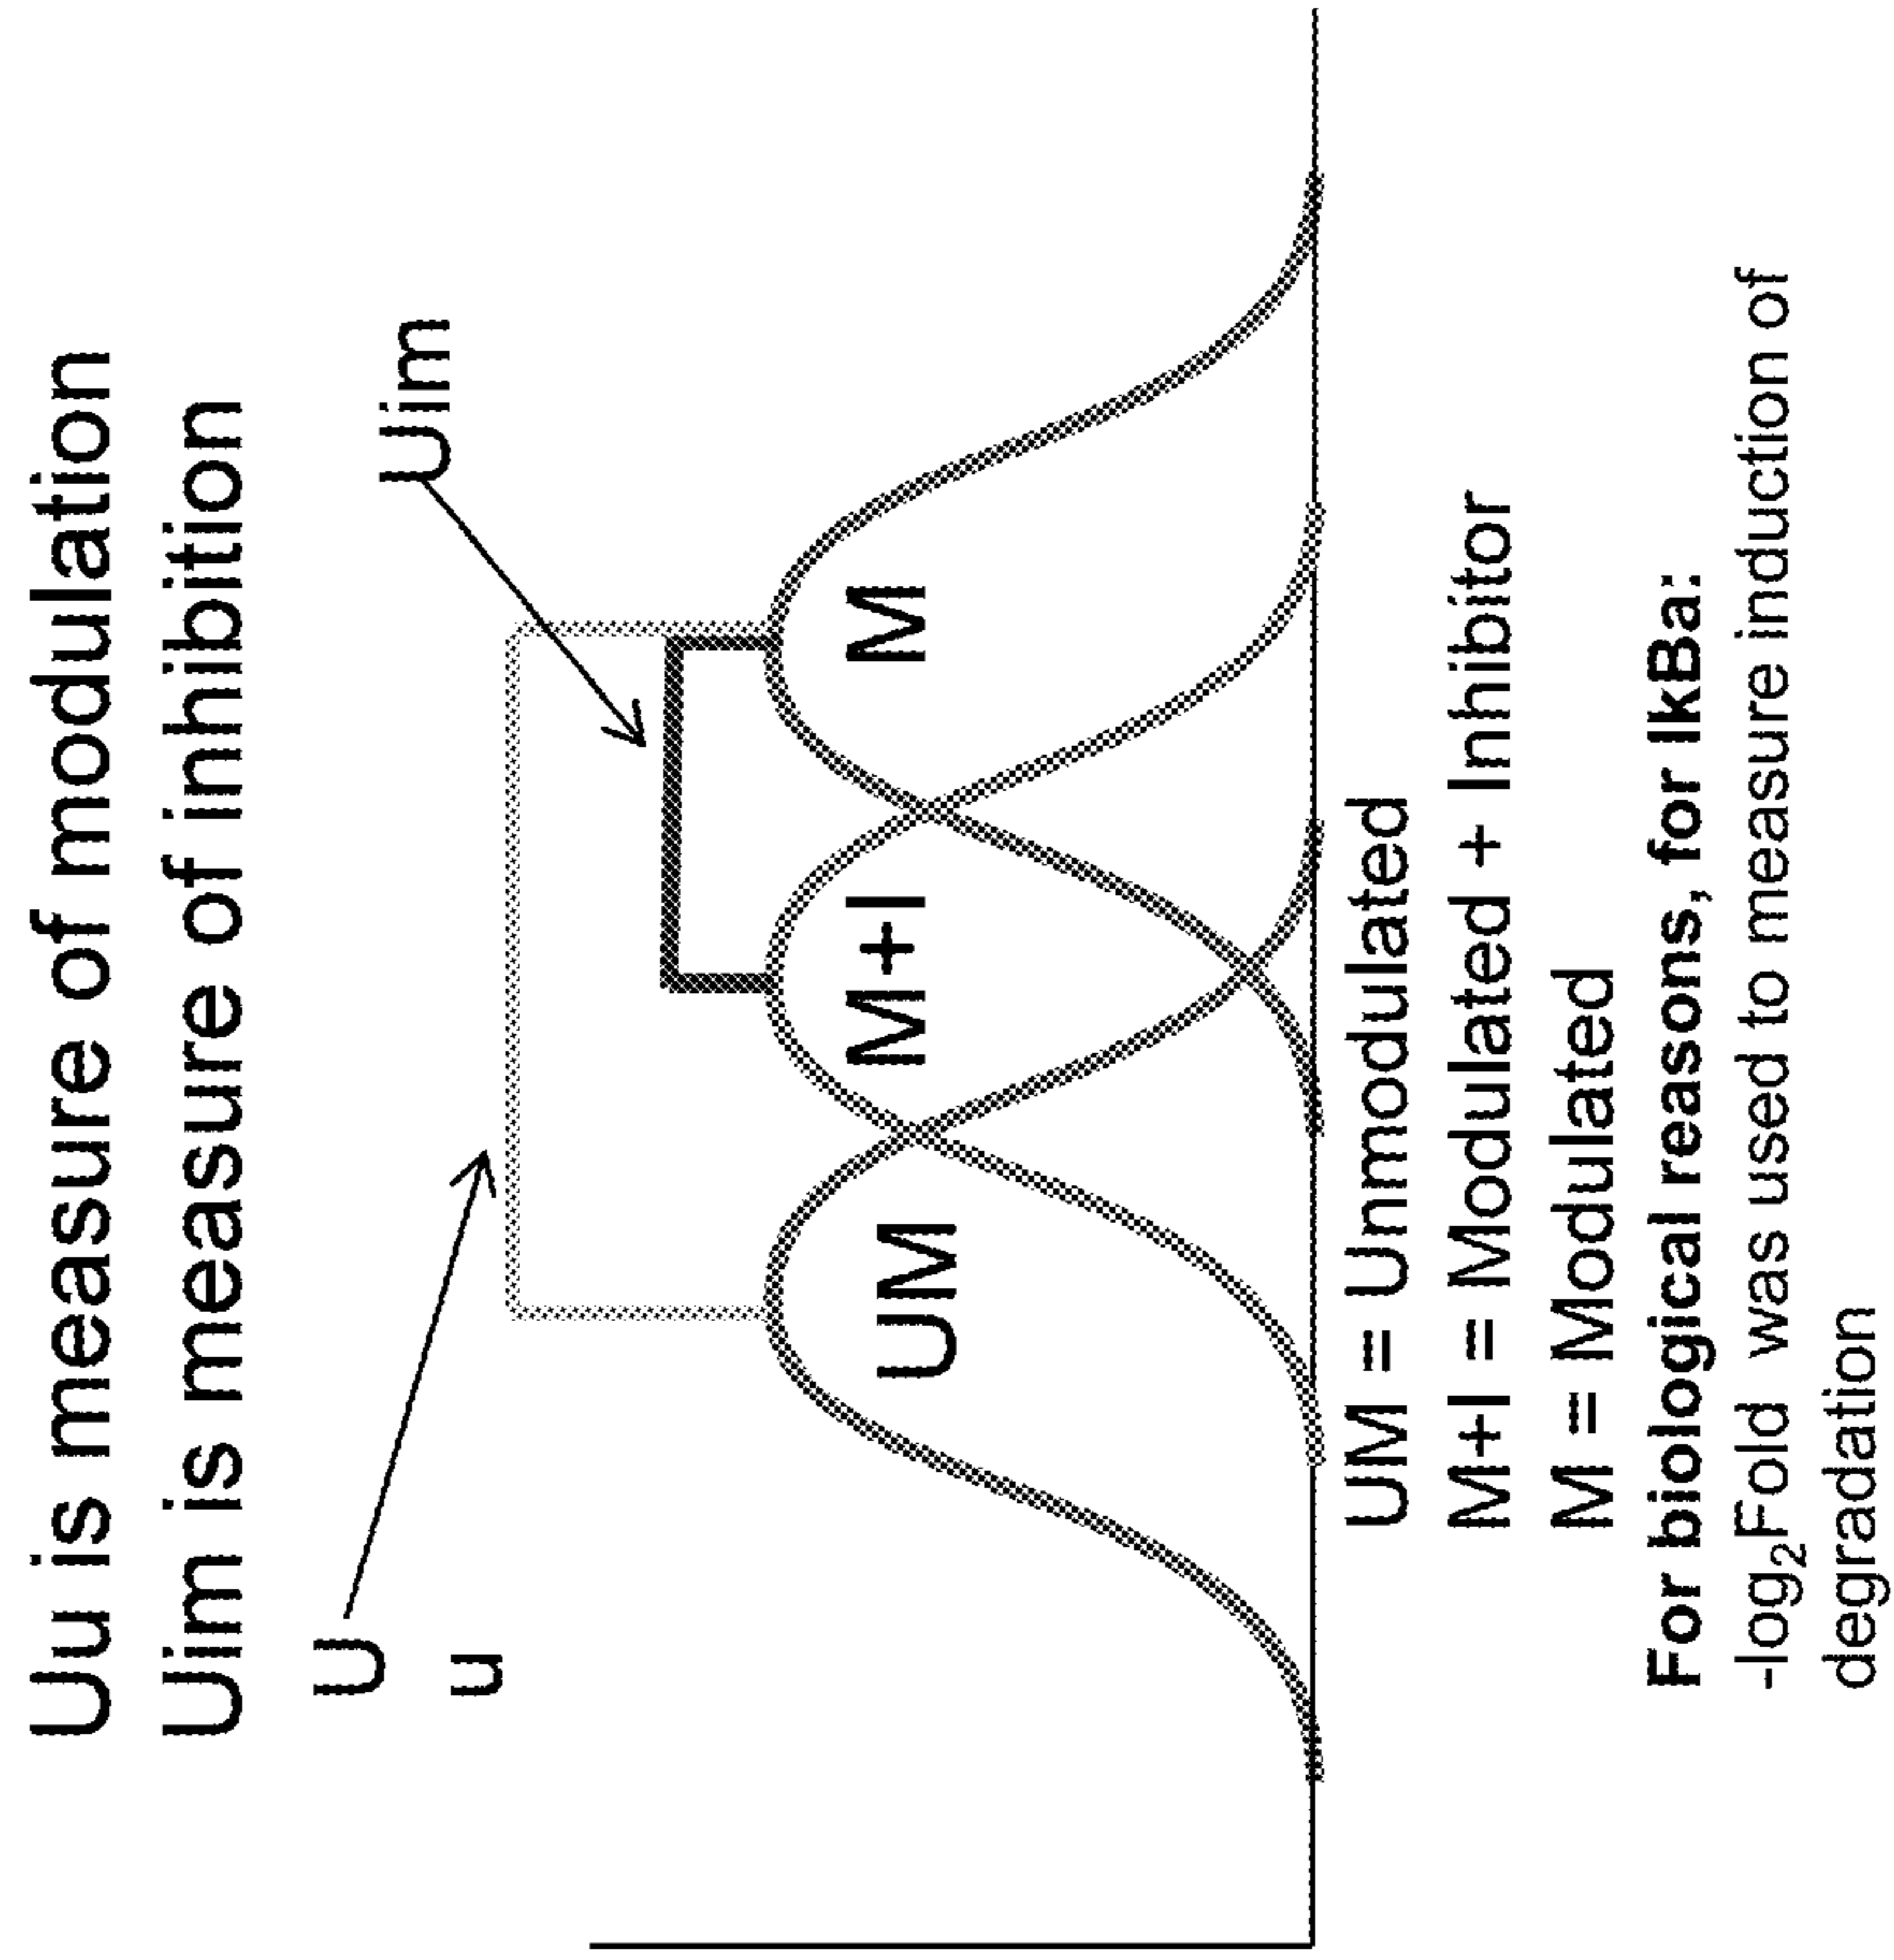 Uu is measure of modulation
Uim is measure of inhibition
U
u
Uim
UM
M+I
M
UM = Unmodulated
M+I = Modulated + Inhibitor
M = Modulated
For biological reasons, for IkBa:
-log₂Fold was used to measure induction of
degradation